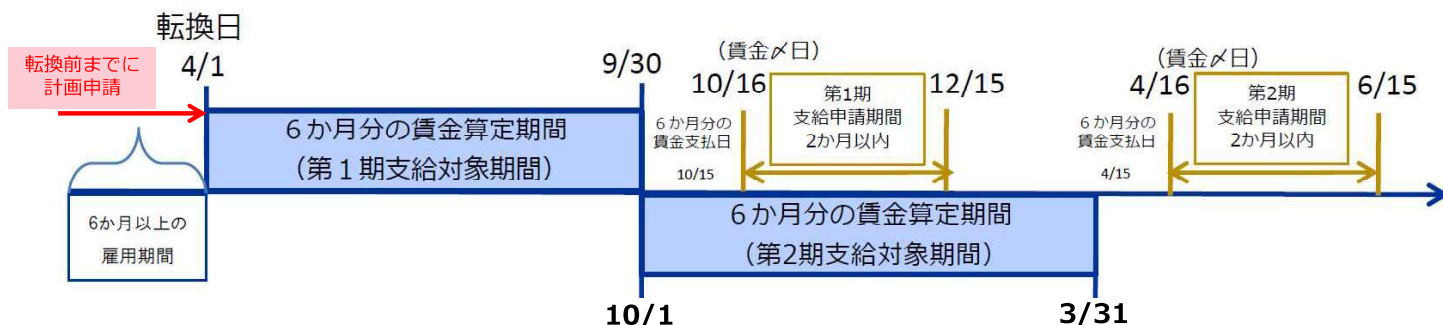 転換日
転換前までに
計画申請
4/1
9/30
6か月以上の
雇用期間
６か月分の賃金算定期間
（第１期支給対象期間）
（賃金〆日）
10/16
12/15
６か月分の
賃金支払日
10/15
第1期
支給申請期間
2か月以内
（賃金〆日）
4/16
6/15
６か月分の
賃金支払日
4/15
第2期
支給申請期間
2か月以内
６か月分の賃金算定期間
（第2期支給対象期間）
10/1
3/31